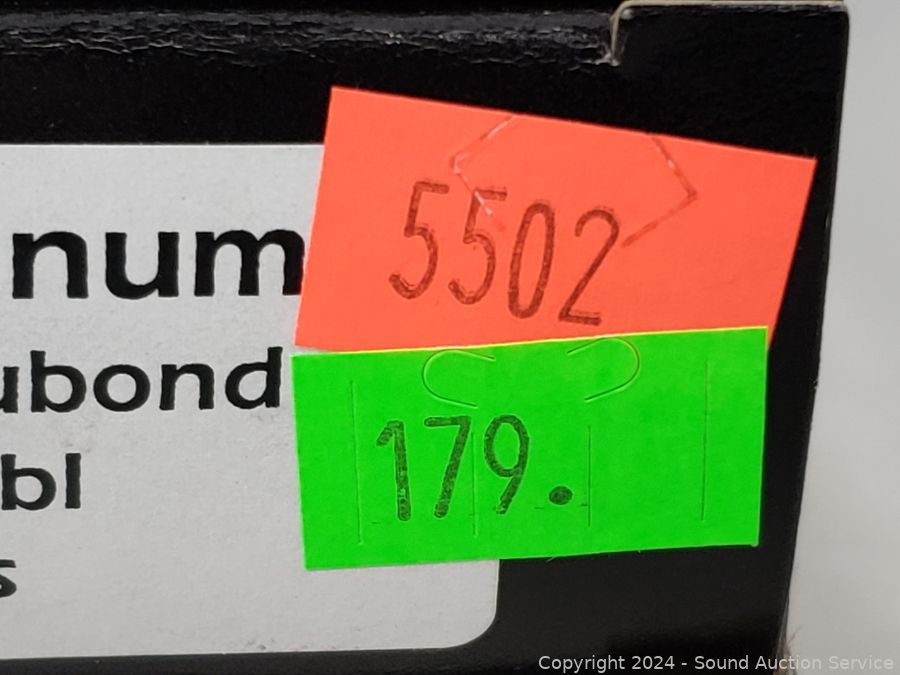 5502
num
ubond
179.
bl
s
Copyright 2024 - Sound Auction Service